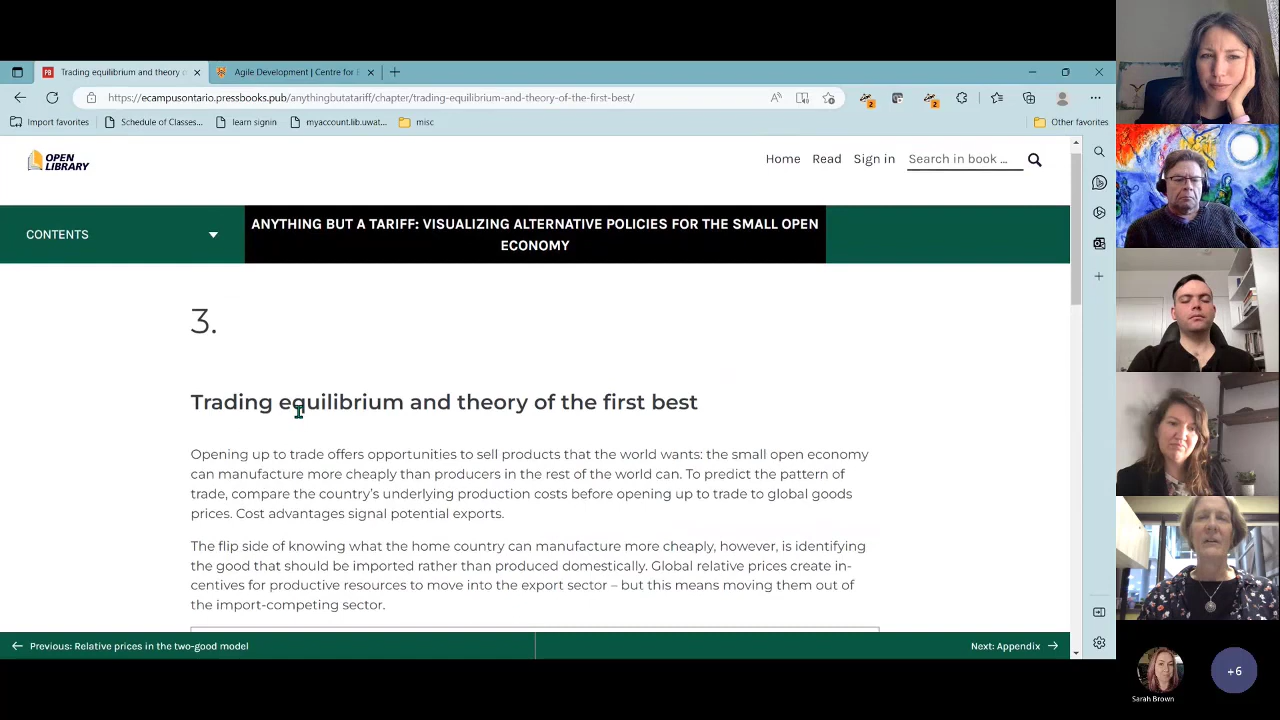 Trading equilibrium and theory o
Agile Development | Centre for E
https://ecampusontario.pressbooks.pub/anythingbutatariff/chapter/trading-equilibrium-and-theory-of-the-first-best/
2
2
Import favorites
Schedule of Classes...
learn signin
myaccount.lib.uwat...
misc
Other favorites
OPEN
LIBRARY
Home
Read
Sign in
Search in book ...
CONTENTS
ANYTHING BUT A TARIFF: VISUALIZING ALTERNATIVE POLICIES FOR THE SMALL OPEN
ECONOMY
3.
Trading equilibrium and theory of the first best
Opening up to trade offers opportunities to sell products that the world wants: the small open economy
can manufacture more cheaply than producers in the rest of the world can. To predict the pattern of
trade, compare the country's underlying production costs before opening up to trade to global goods
prices. Cost advantages signal potential exports.
The flip side of knowing what the home country can manufacture more cheaply, however, is identifying
the good that should be imported rather than produced domestically. Global relative prices create in-
centives for productive resources to move into the export sector – but this means moving them out of
the import-competing sector.
Previous: Relative prices in the two-good model
Next: Appendix
Sarah Brown
+6